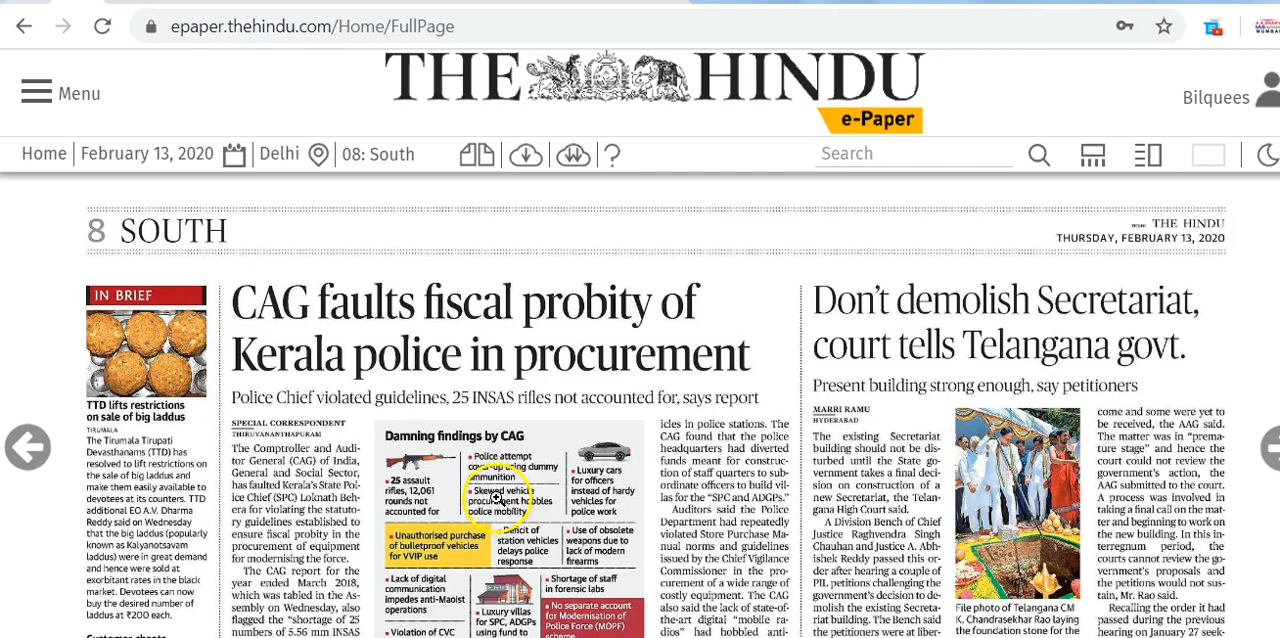 epaper.thehindu.com/Home/FullPage
Menu
THE HINDU
e-Paper
Bilquees
Home
February 13, 2020
Delhi
08: South
?
Search
8 SOUTH
THE HINDU
THURSDAY, FEBRUARY 13, 2020
IN BRIEF
TTD lifts restrictions
on sale of big laddus
TIRUMALA
The Tirumala Tirupati
Devasthanams (TTD) has
resolved to lift restrictions on
the sale of big laddus and
make them easily available to
devotees at its counters. TTD
additional EO A.V. Dharma
Reddy said on Wednesday
that the big laddu (popularly
known as Kalyanotsavam
laddus) were in great demand
and hence were sold at
exorbitant rates in the black
market. Devotees can now
buy the desired number of
laddus at ₹200 each.
CAG faults fiscal probity of
Kerala police in procurement
Police Chief violated guidelines, 25 INSAS rifles not accounted for, says report
SPECIAL CORRESPONDENT
THIRUVANANTHAPURAM
The Comptroller and Audi-
tor General (CAG) of India,
General and Social Sector,
has faulted Kerala's State Pol-
ice Chief (SPC) Loknath Beh-
era for violating the statuto-
ry guidelines established to
ensure fiscal probity in the
procurement of equipment
for modernising the force.
The CAG report for the
year ended March 2018,
which was tabled in the As-
sembly on Wednesday, also
flagged the "shortage of 25
numbers of 5.56 mm INSAS
Damning findings by CAG
25 assault
rifles, 12,061
rounds not
accounted for
Police attempt
cover-up using dummy
ammunition
Skewed vehicle
procurement hobbles
police mobility
Luxury cars
for officers
instead of hardy
vehicles for
police work
Unauthorised purchase
of bulletproof vehicles
for VVIP use
Deficit of
station vehicles
delays police
response
Use of obsolete
weapons due to
lack of modern
firearms
Lack of digital
communication
impedes anti-Maoist
operations
Luxury villas
for SPC, ADGPs
using fund to
Shortage of staff
in forensic labs
No separate account
for Modernisation of
Police Force (MOPF)
scheme
Violation of CVC
icles in police stations. The
CAG found that the police
headquarters had diverted
funds meant for construc-
tion of staff quarters to sub-
ordinate officers to build vil-
las for the "SPC and ADGPs."
Auditors said the Police
Department had repeatedly
violated Store Purchase Ma-
nual norms and guidelines
issued by the Chief Vigilance
Commissioner in the pro-
curement of a wide range of
costly equipment. The CAG
also said the lack of state-of-
the-art digital "mobile ra-
dios" had hobbled anti-
Don't demolish Secretariat,
court tells Telangana govt.
Present building strong enough, say petitioners
MARRI RAMU
HYDERABAD
The existing Secretariat
building should not be dis-
turbed until the State go-
vernment takes a final deci-
sion on construction of a
new Secretariat, the Telan-
gana High Court said.
A Division Bench of Chief
Justice Raghvendra Singh
Chauhan and Justice A. Abh-
ishek Reddy passed this or-
der after hearing a couple of
PIL petitions challenging the
government's decision to de-
molish the existing Secreta-
riat building. The Bench said
the petitioners were at liber-
File photo of Telangana CM
K. Chandrasekhar Rao laying
the foundation stone for the
come and some were yet to
be received, the AAG said.
The matter was in "prema-
ture stage" and hence the
court could not review the
government's action, the
AAG submitted to the court.
A process was involved in
taking a final call on the mat-
ter and beginning to work on
the new building. In this in-
terregnum period, the
courts cannot review the go-
vernment's proposals and
the petitions would not sus-
tain, Mr. Rao said.
Recalling the order it had
passed during the previous
hearing on January 27 seek-